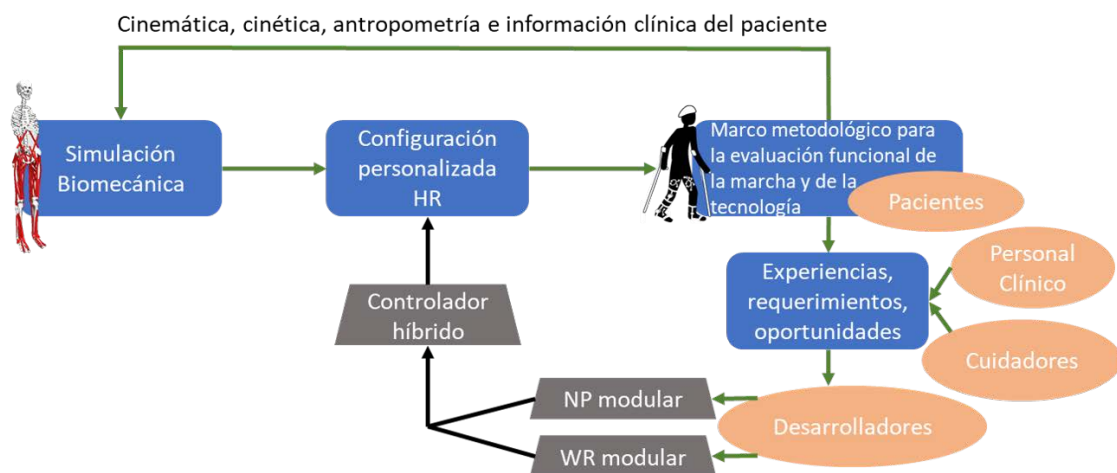 Cinemática, cinética, antropometría e información clínica del paciente
Simulación
Biomecánica
Configuración
personalizada
HR
Marco metodológico para
la evaluación funcional de
la marcha y de la
tecnología
Pacientes
Experiencias,
requerimientos,
oportunidades
Personal
Clínico
Cuidadores
Controlador
híbrido
NP modular
WR modular
Desarrolladores